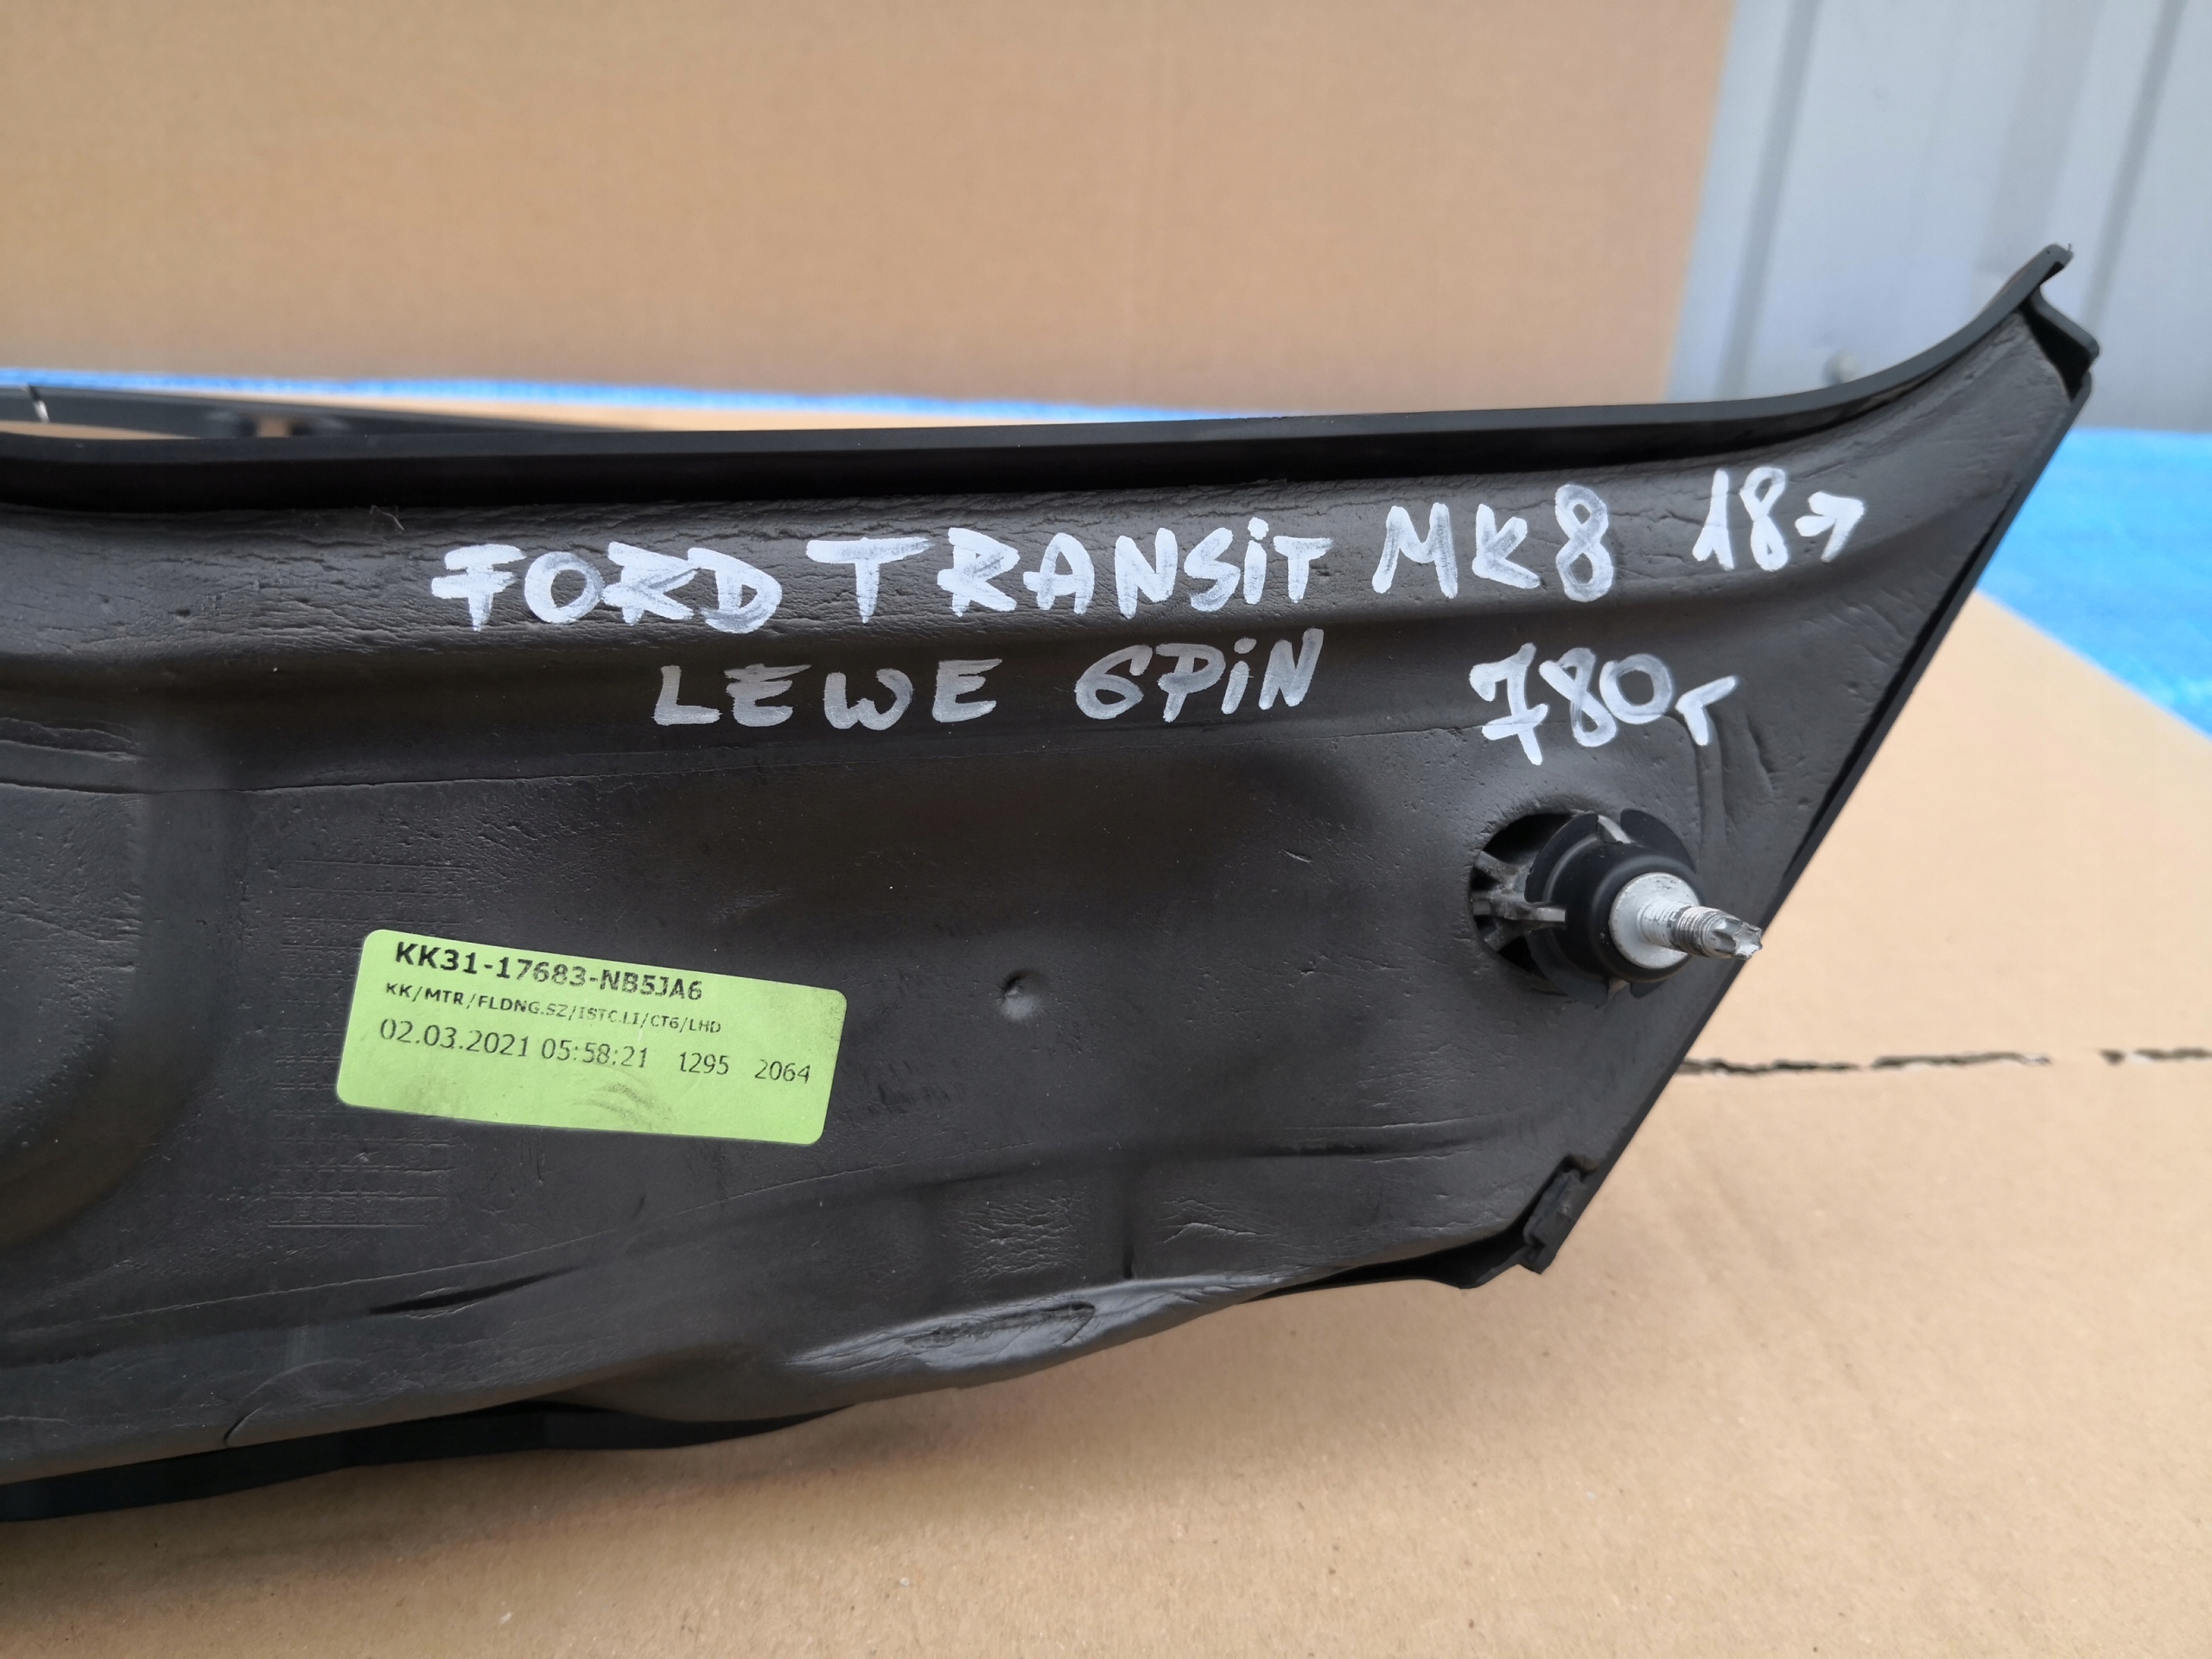 FORD TRANSiT MK8 18→
LEWE 6PiN 780r
KK31-17683-NB5JA6
KK/MTR/FLDNG.SZ/ISTC.LI/CT6/LHD
02.03.2021 05:58:21 1295 2064